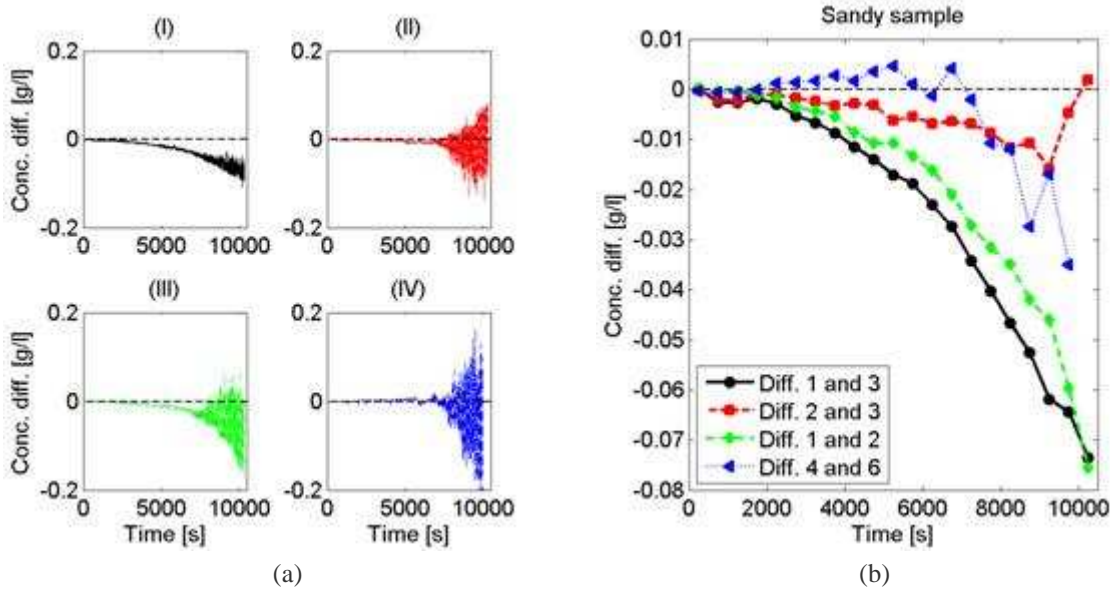 (I)
Conc. diff. [g/l]
0.2
0
-0.2
0
5000
10000
(II)
0.2
0
-0.2
0
5000
10000
(III)
Conc. diff. [g/l]
0.2
0
-0.2
0
5000
10000
Time [s]
(IV)
0.2
0
-0.2
0
5000
10000
Time [s]
(a)
Sandy sample
Conc. diff. [g/l]
0.01
0
-0.01
-0.02
-0.03
-0.04
-0.05
-0.06
-0.07
-0.08
Diff. 1 and 3
Diff. 2 and 3
Diff. 1 and 2
Diff. 4 and 6
0
2000
4000
6000
8000
10000
Time [s]
(b)